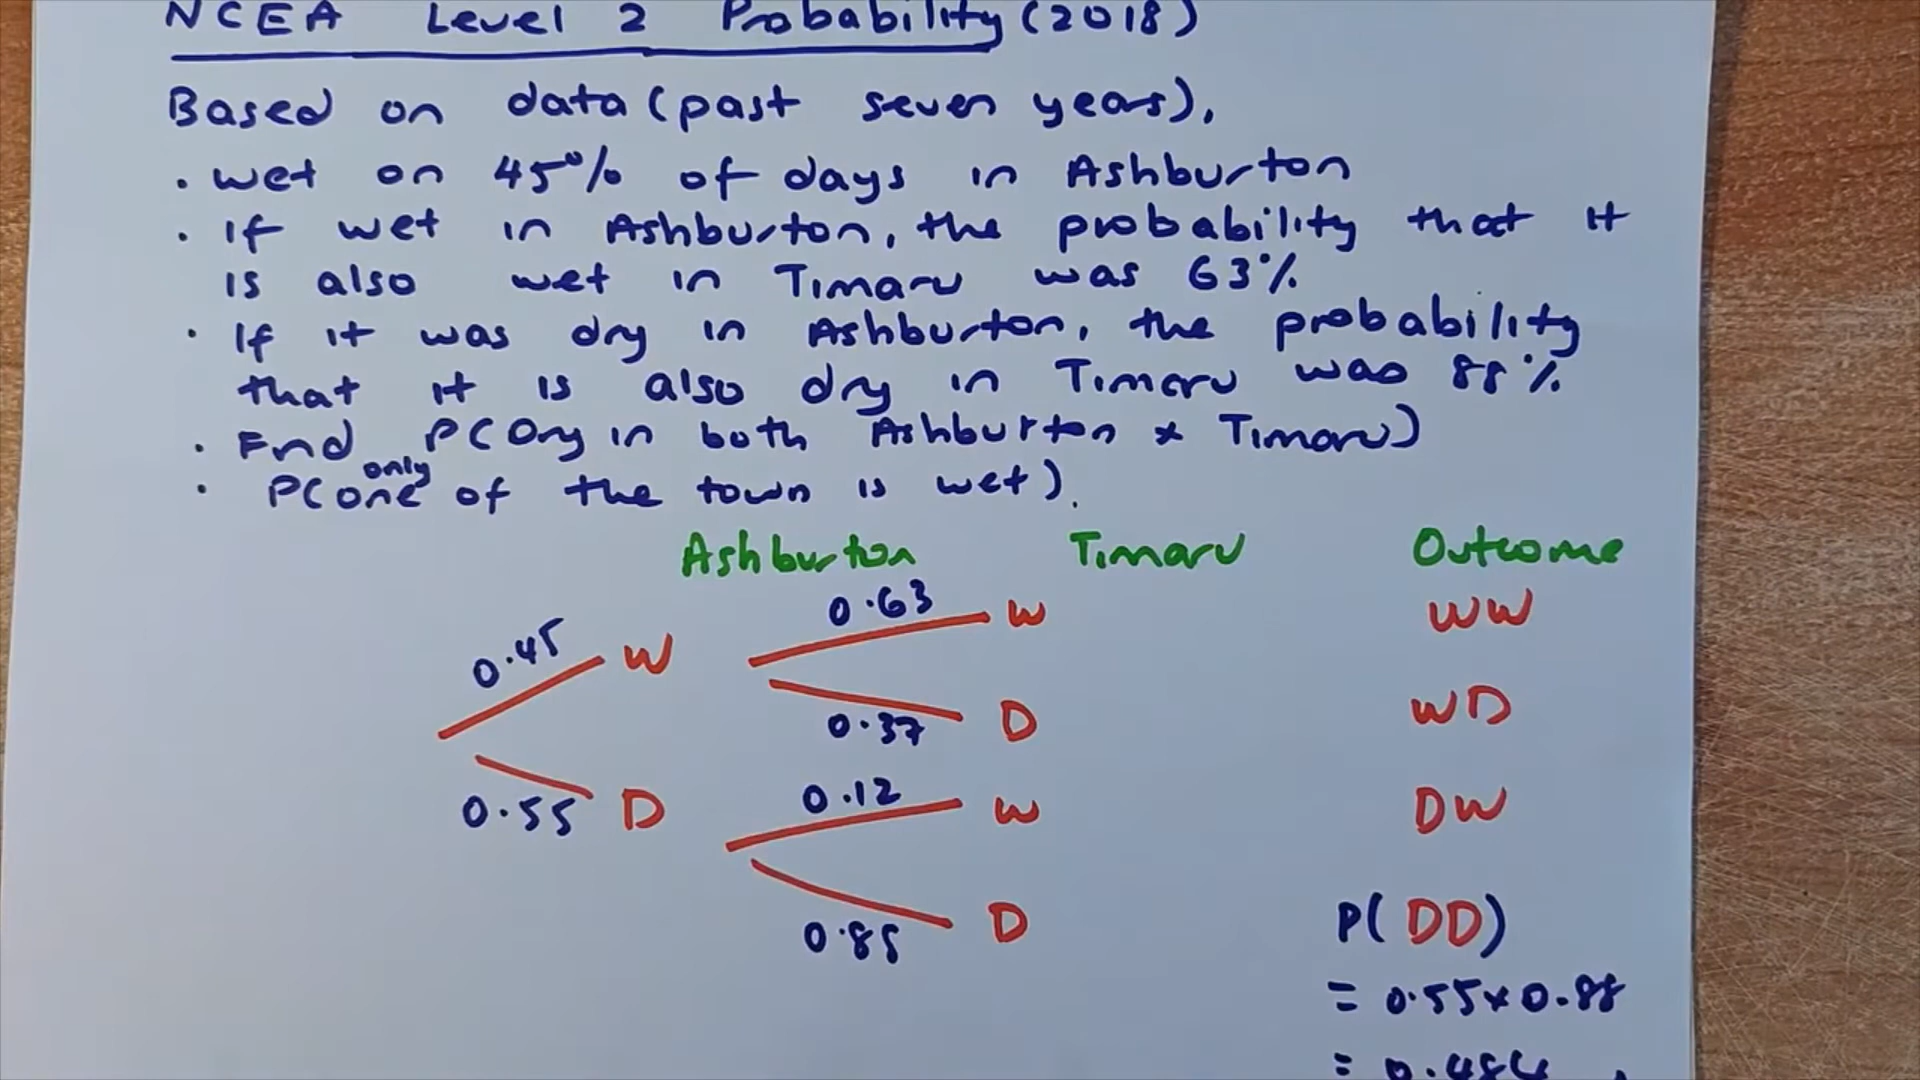 NCEA Level 2 Probability (2018)
Based on data (past seven years),
• wet on 45% of days in Ashburton
• If wet in Ashburton, the probability that it
is also wet in Timaru was 63%
• If it was dry in Ashburton, the probability
that it is also dry in Timaru was 88%
• Find P(Dry in both Ashburton & Timaru)
• P(one only of the town is wet).
Ashburton Timaru Outcome
0.63 W WW
0.45 W
0.37 D WD
0.12 W DW
0.55 D
0.88 D P(DD)
= 0.55 × 0.88
= 0.484